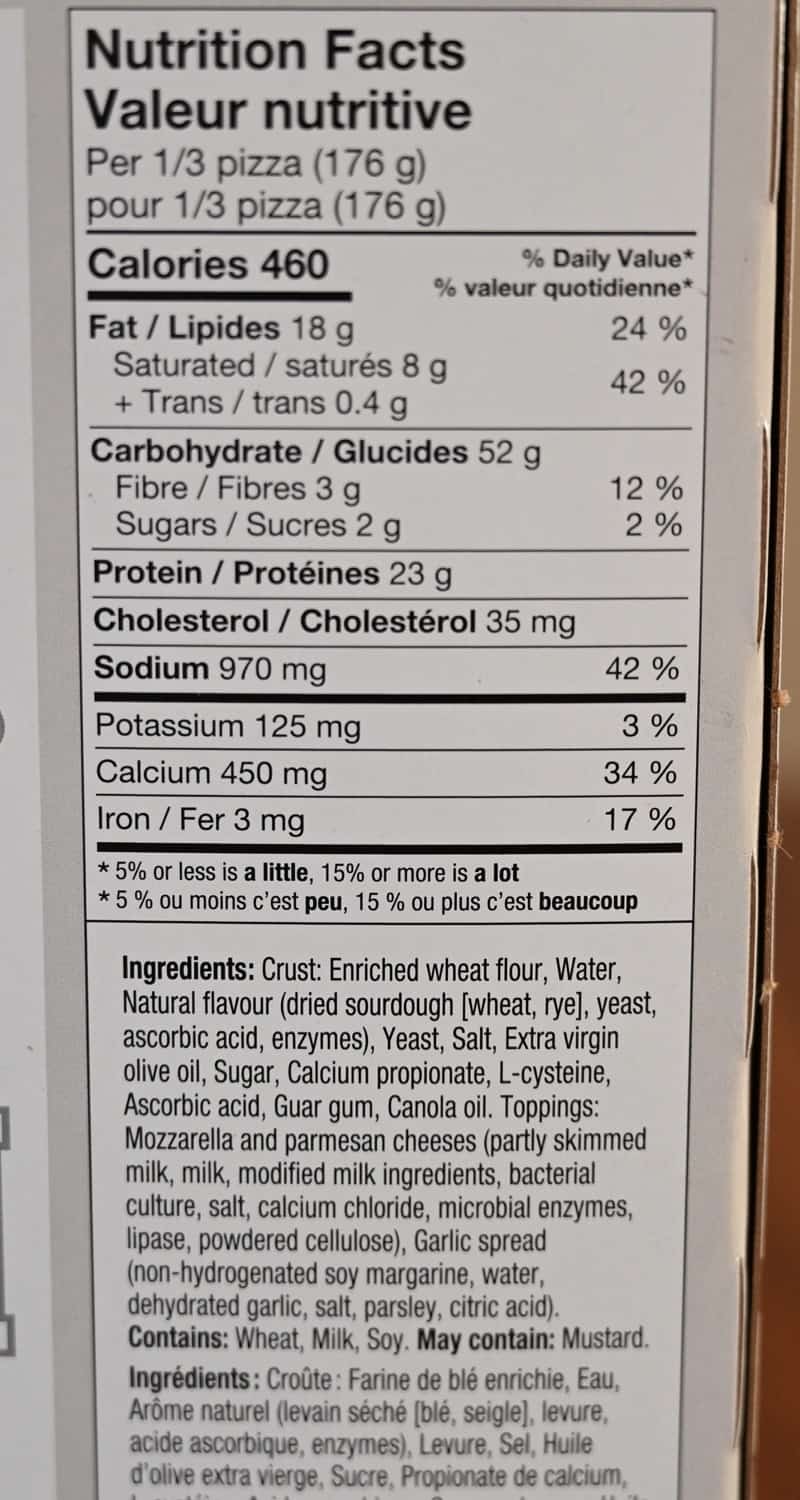 Nutrition Facts
Valeur nutritive
Per 1/3 pizza (176 g)
pour 1/3 pizza (176 g)
Calories 460
% Daily Value*
% valeur quotidienne*
Fat / Lipides 18 g 24 %
Saturated / saturés 8 g
+ Trans / trans 0.4 g 42 %
Carbohydrate / Glucides 52 g
Fibre / Fibres 3 g 12 %
Sugars / Sucres 2 g 2 %
Protein / Protéines 23 g
Cholesterol / Cholestérol 35 mg
Sodium 970 mg 42 %
Potassium 125 mg 3 %
Calcium 450 mg 34 %
Iron / Fer 3 mg 17 %
* 5% or less is a little, 15% or more is a lot
* 5 % ou moins c'est peu, 15 % ou plus c'est beaucoup
Ingredients: Crust: Enriched wheat flour, Water,
Natural flavour (dried sourdough [wheat, rye], yeast,
ascorbic acid, enzymes), Yeast, Salt, Extra virgin
olive oil, Sugar, Calcium propionate, L-cysteine,
Ascorbic acid, Guar gum, Canola oil. Toppings:
Mozzarella and parmesan cheeses (partly skimmed
milk, milk, modified milk ingredients, bacterial
culture, salt, calcium chloride, microbial enzymes,
lipase, powdered cellulose), Garlic spread
(non-hydrogenated soy margarine, water,
dehydrated garlic, salt, parsley, citric acid).
Contains: Wheat, Milk, Soy. May contain: Mustard.
Ingrédients : Croûte : Farine de blé enrichie, Eau,
Arôme naturel (levain séché [blé, seigle], levure,
acide ascorbique, enzymes), Levure, Sel, Huile
d'olive extra vierge, Sucre, Propionate de calcium,